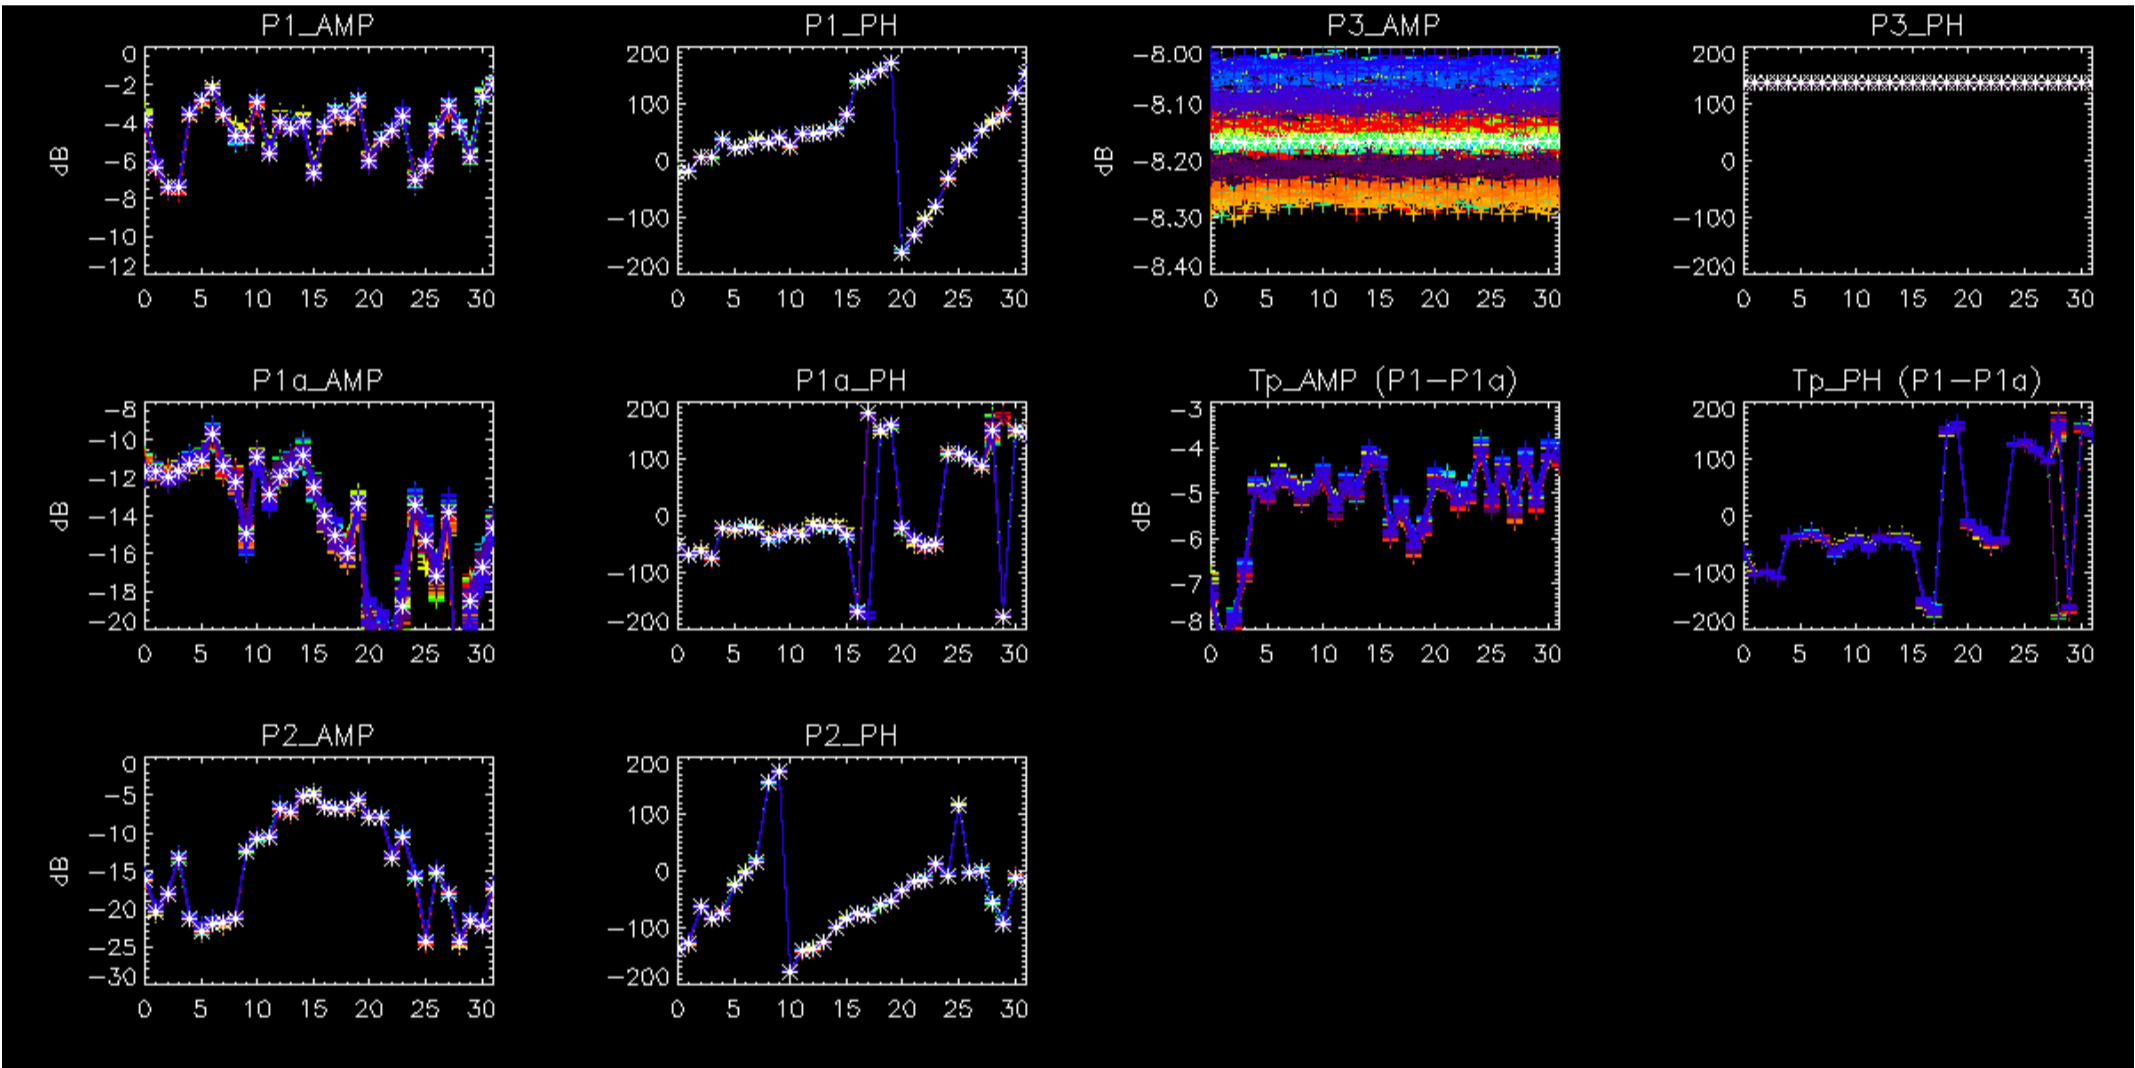 P1_AMP
0
−2
−4
−6
−8
−10
−12
dB
0 5 10 15 20 25 30
P1_PH
200
100
0
−100
−200
0 5 10 15 20 25 30
P3_AMP
−8.00
−8.10
−8.20
−8.30
−8.40
dB
0 5 10 15 20 25 30
P3_PH
200
100
0
−100
−200
0 5 10 15 20 25 30
P1a_AMP
−8
−10
−12
−14
−16
−18
−20
dB
0 5 10 15 20 25 30
P1a_PH
200
100
0
−100
−200
0 5 10 15 20 25 30
Tp_AMP (P1−P1a)
−3
−4
−5
−6
−7
−8
dB
0 5 10 15 20 25 30
Tp_PH (P1−P1a)
200
100
0
−100
−200
0 5 10 15 20 25 30
P2_AMP
0
−5
−10
−15
−20
−25
−30
dB
0 5 10 15 20 25 30
P2_PH
200
100
0
−100
−200
0 5 10 15 20 25 30